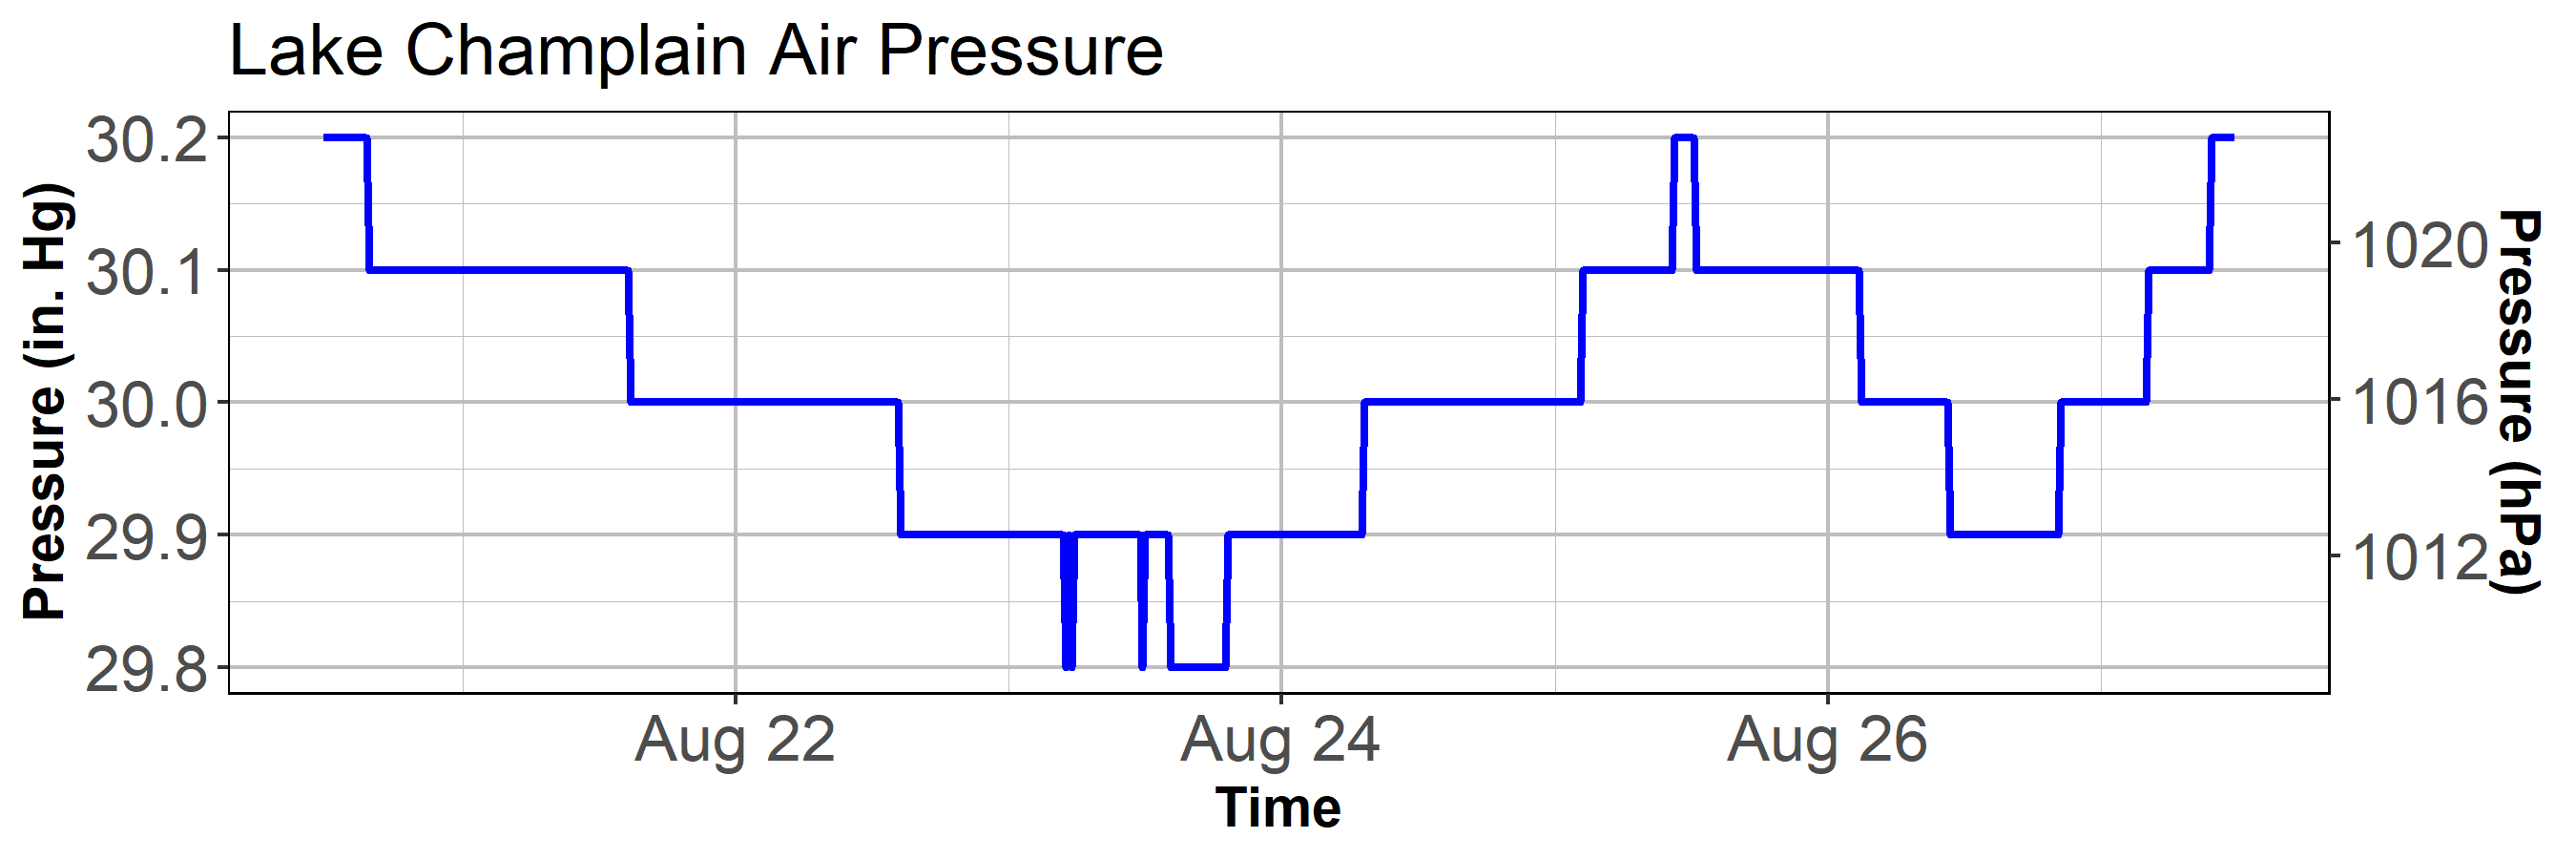 Lake Champlain Air Pressure
Pressure (in. Hg)
30.2
30.1
30.0
29.9
29.8
1020
1016
1012
Pressure (hPa)
Aug 22 Aug 24 Aug 26
Time